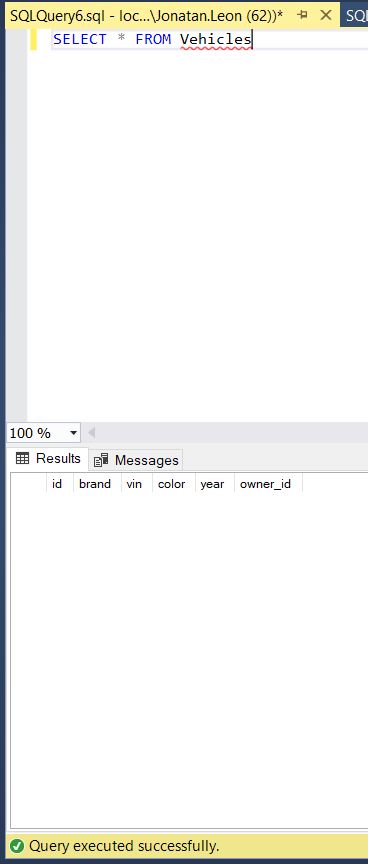 SQLQuery6.sql - loc...\Jonatan.Leon (62))*
SQL
SELECT * FROM Vehicles
100 %
Results Messages
id brand vin color year owner_id
Query executed successfully.